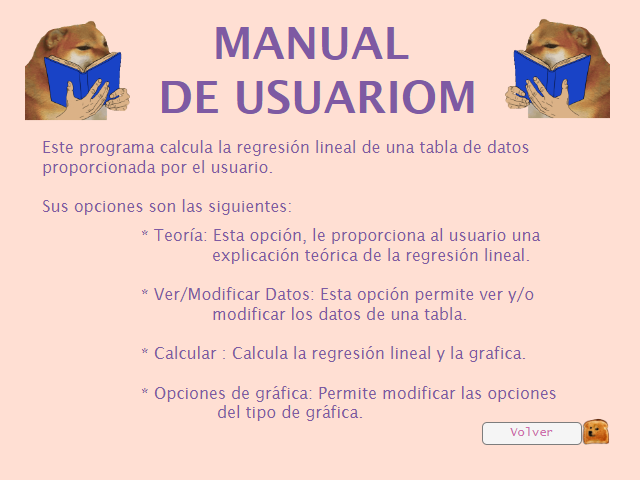 MANUAL
DE USUARIOM
Este programa calcula la regresión lineal de una tabla de datos
proporcionada por el usuario.
Sus opciones son las siguientes:
* Teoría: Esta opción, le proporciona al usuario una
explicación teórica de la regresión lineal.
* Ver/Modificar Datos: Esta opción permite ver y/o
modificar los datos de una tabla.
* Calcular : Calcula la regresión lineal y la grafica.
* Opciones de gráfica: Permite modificar las opciones
del tipo de gráfica.
Volver